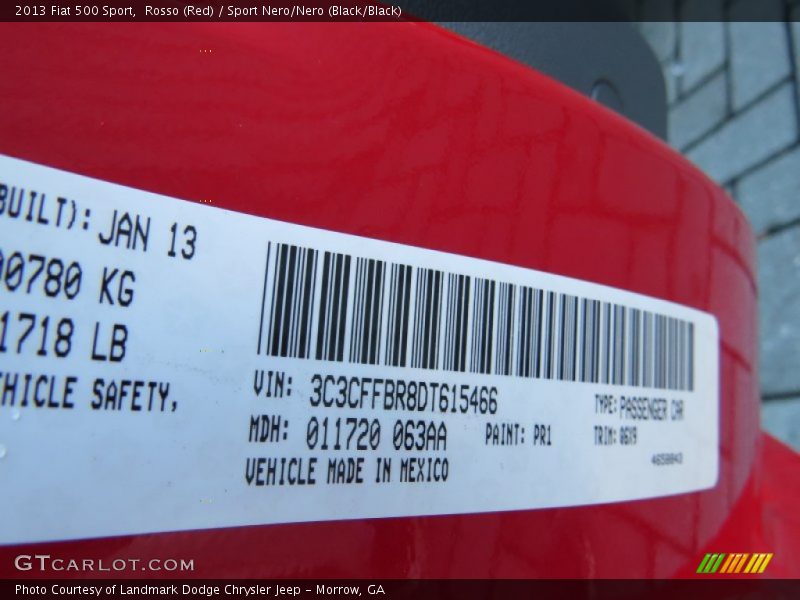 2013 Fiat 500 Sport,  Rosso (Red) / Sport Nero/Nero (Black/Black)
BUILT): JAN 13
00780 KG
1718 LB
EHICLE SAFETY,
VIN: 3C3CFFBR8DT615466
TYPE: PASSENGER CAR
MDH: 011720 063AA
PAINT: PR1
TRIM: 06X9
VEHICLE MADE IN MEXICO
GTCARLOT.COM
Photo Courtesy of Landmark Dodge Chrysler Jeep - Morrow, GA